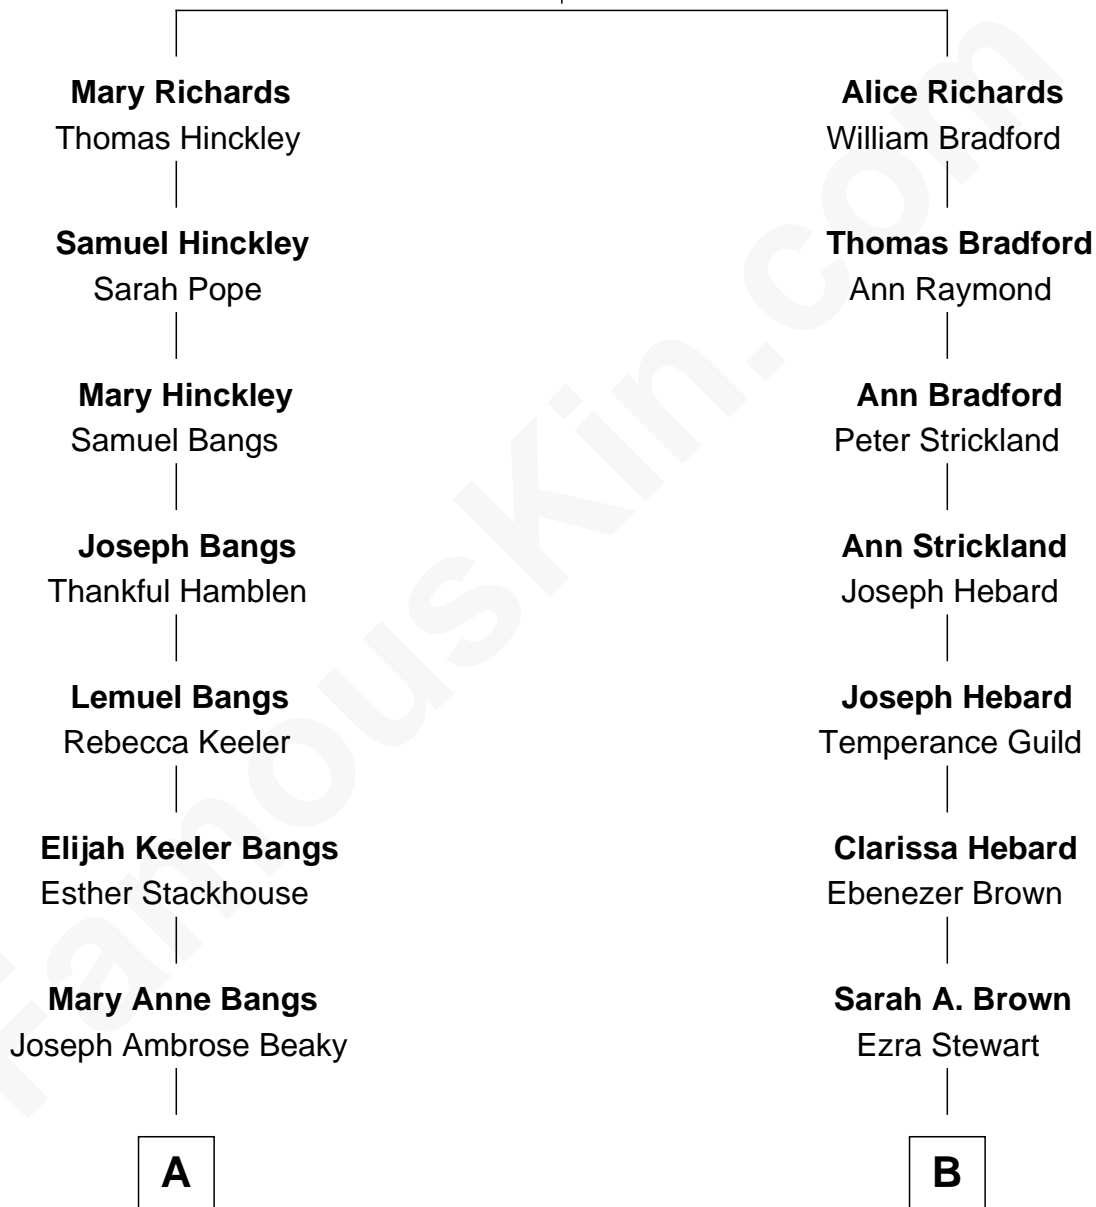 Mary Richards
Thomas Hinckley
Samuel Hinckley
Sarah Pope
Mary Hinckley
Samuel Bangs
Joseph Bangs
Thankful Hamblen
Lemuel Bangs
Rebecca Keeler
Elijah Keeler Bangs
Esther Stackhouse
Mary Anne Bangs
Joseph Ambrose Beaky
A
Alice Richards
William Bradford
Thomas Bradford
Ann Raymond
Ann Bradford
Peter Strickland
Ann Strickland
Joseph Hebard
Joseph Hebard
Temperance Guild
Clarissa Hebard
Ebenezer Brown
Sarah A. Brown
Ezra Stewart
B
FamousKin.com